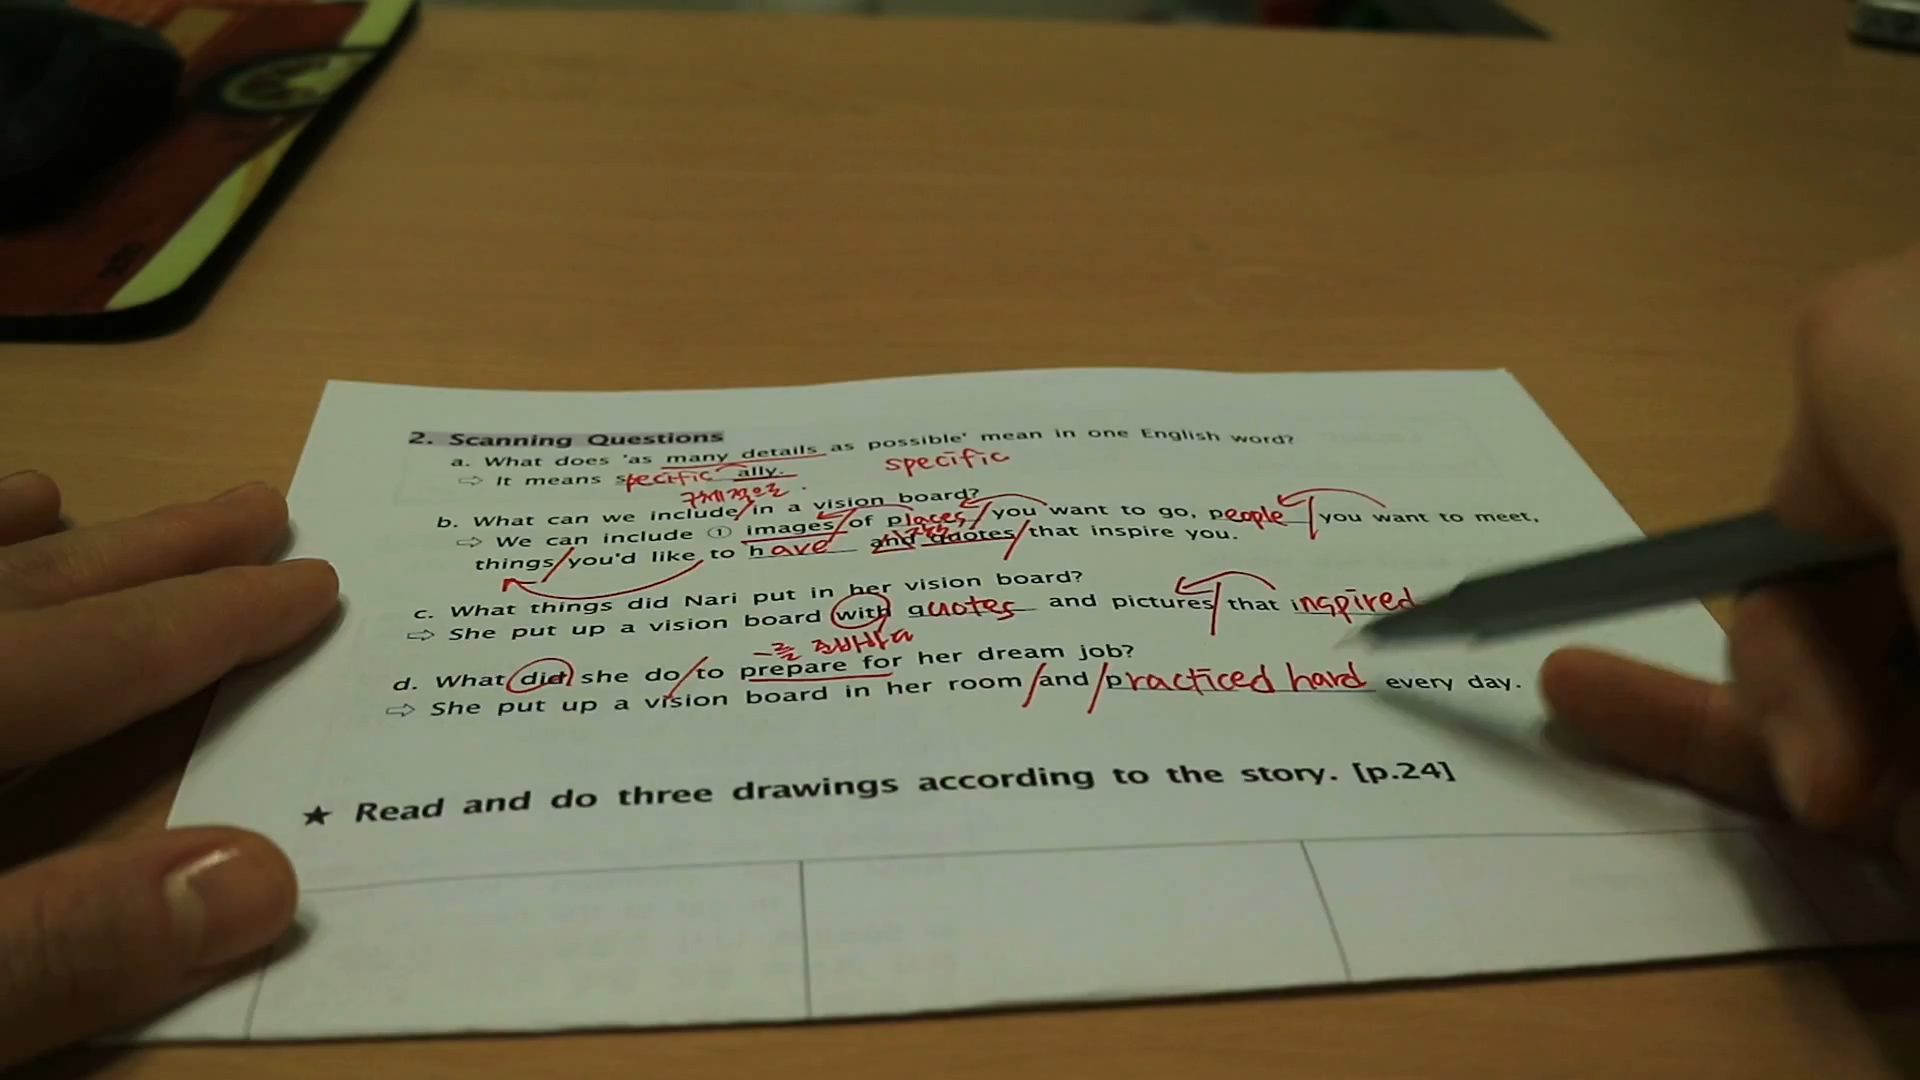 2. Scanning Questions
a. What does 'as many details as possible' mean in one English word?
specific
⇨ It means specific ally.
구체적으로
b. What can we include/in a vision board?
⇨ We can include ① images/of places/you want to go, people/you want to meet,
things/you'd like to have and quotes/that inspire you.
c. What things did Nari put in her vision board?
⇨ She put up a vision board with quotes and pictures/that inspired
~를 준비하다
d. What did she do/to prepare for her dream job?
⇨ She put up a vision board in her room/and/practiced hard every day.
★ Read and do three drawings according to the story. [p.24]